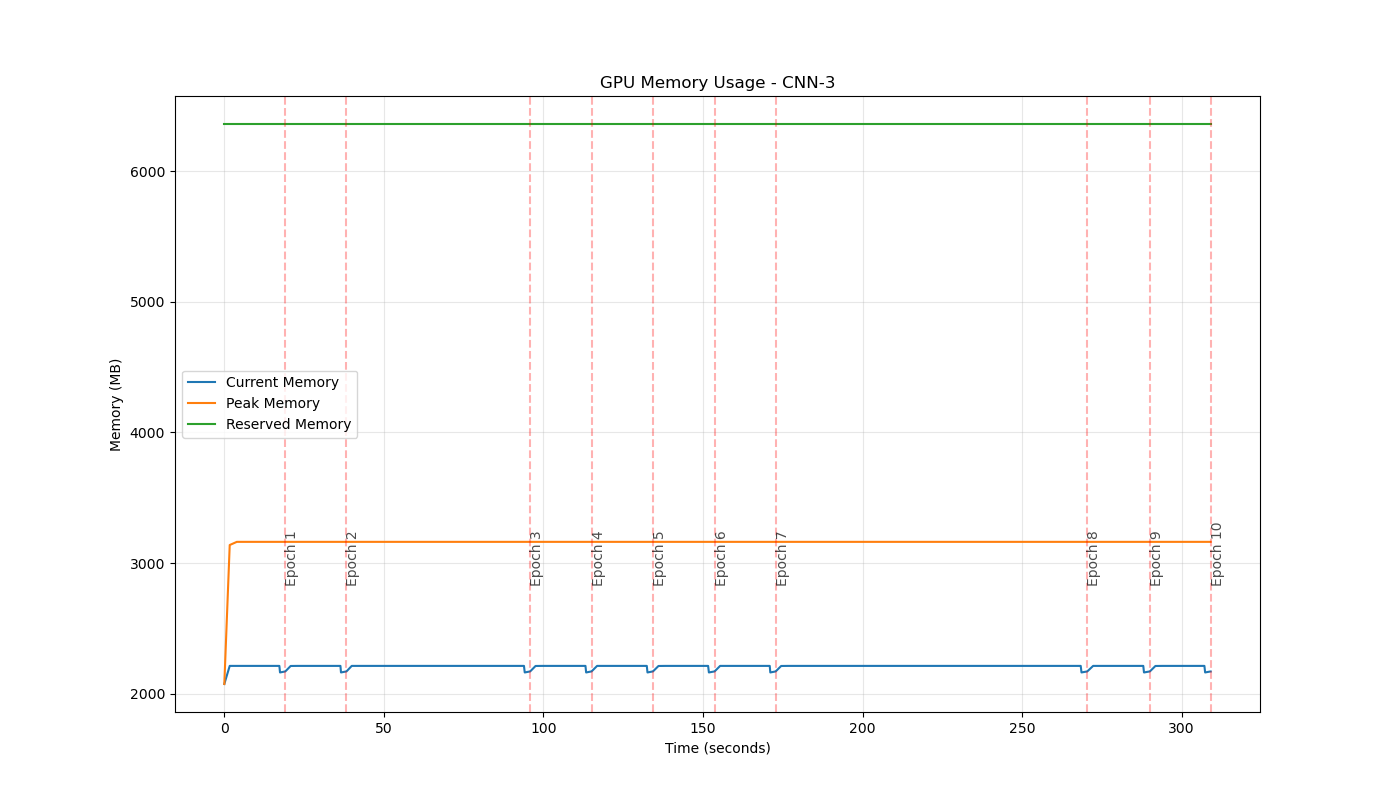 GPU Memory Usage - CNN-3
Memory (MB)
6000
5000
4000
3000
2000
Current Memory
Peak Memory
Reserved Memory
Epoch 1
Epoch 2
Epoch 3
Epoch 4
Epoch 5
Epoch 6
Epoch 7
Epoch 8
Epoch 9
Epoch 10
0 50 100 150 200 250 300
Time (seconds)